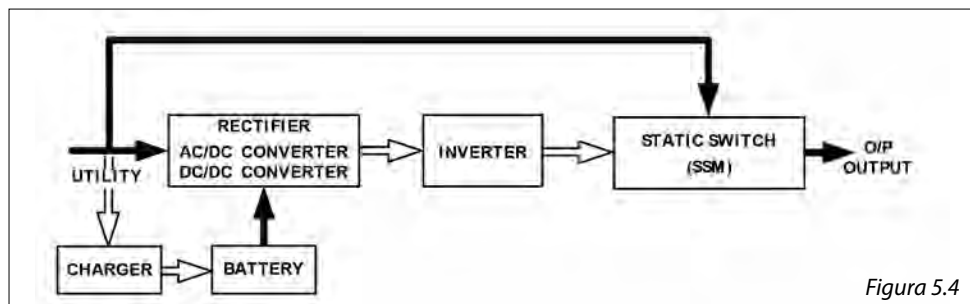 RECTIFIER
AC/DC CONVERTER
DC/DC CONVERTER
INVERTER
STATIC SWITCH
(SSM)
O/P
OUTPUT
UTILITY
CHARGER
BATTERY
Figura 5.4